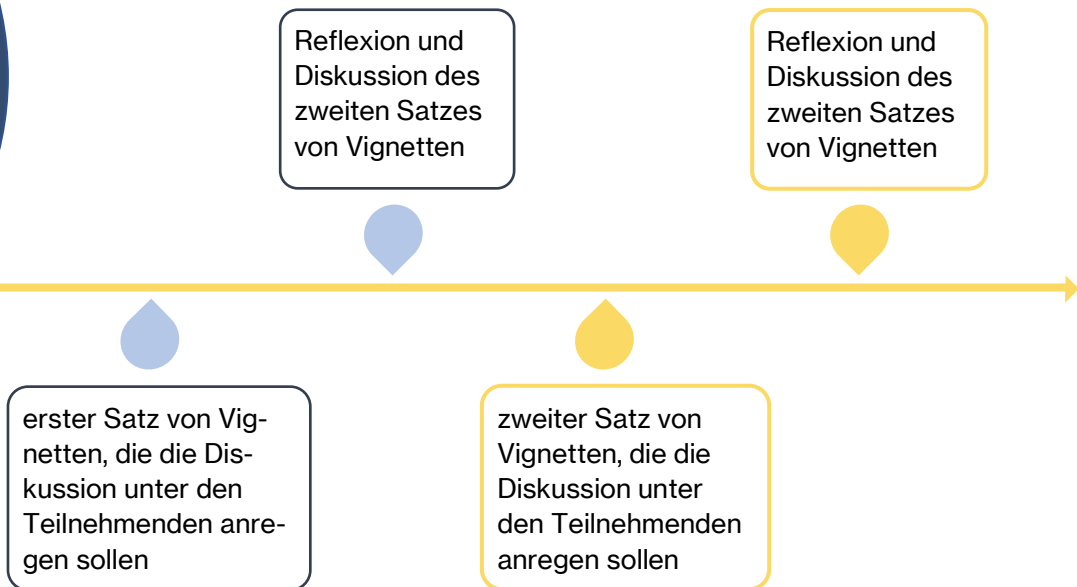 Reflexion und
Diskussion des
zweiten Satzes
von Vignetten
Reflexion und
Diskussion des
zweiten Satzes
von Vignetten
erster Satz von Vig-
netten, die die Dis-
kussion unter den
Teilnehmenden anre-
gen sollen
zweiter Satz von
Vignetten, die die
Diskussion unter
den Teilnehmenden
anregen sollen